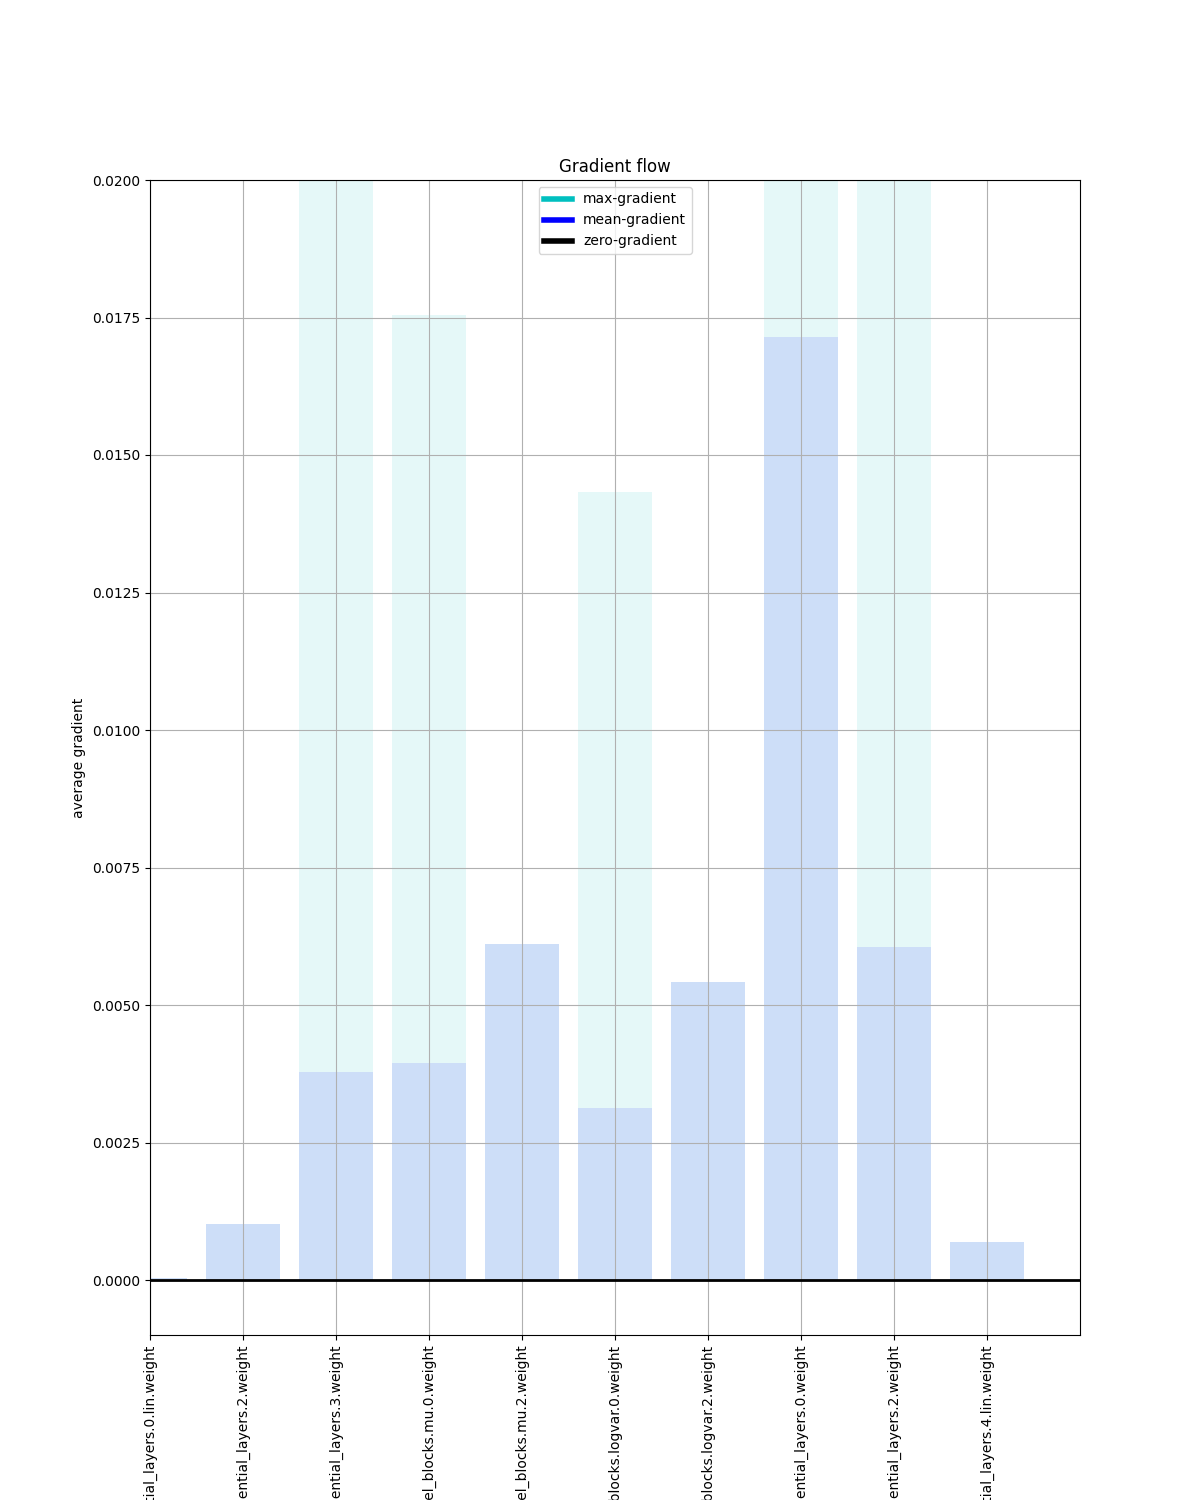 Gradient flow
max-gradient
mean-gradient
zero-gradient
0.0200
0.0175
0.0150
0.0125
0.0100
0.0075
0.0050
0.0025
0.0000
average gradient
tial_layers.0.lin.weight
ential_layers.2.weight
ential_layers.3.weight
el_blocks.mu.0.weight
el_blocks.mu.2.weight
blocks.logvar.0.weight
blocks.logvar.2.weight
ential_layers.0.weight
ential_layers.2.weight
tial_layers.4.lin.weight